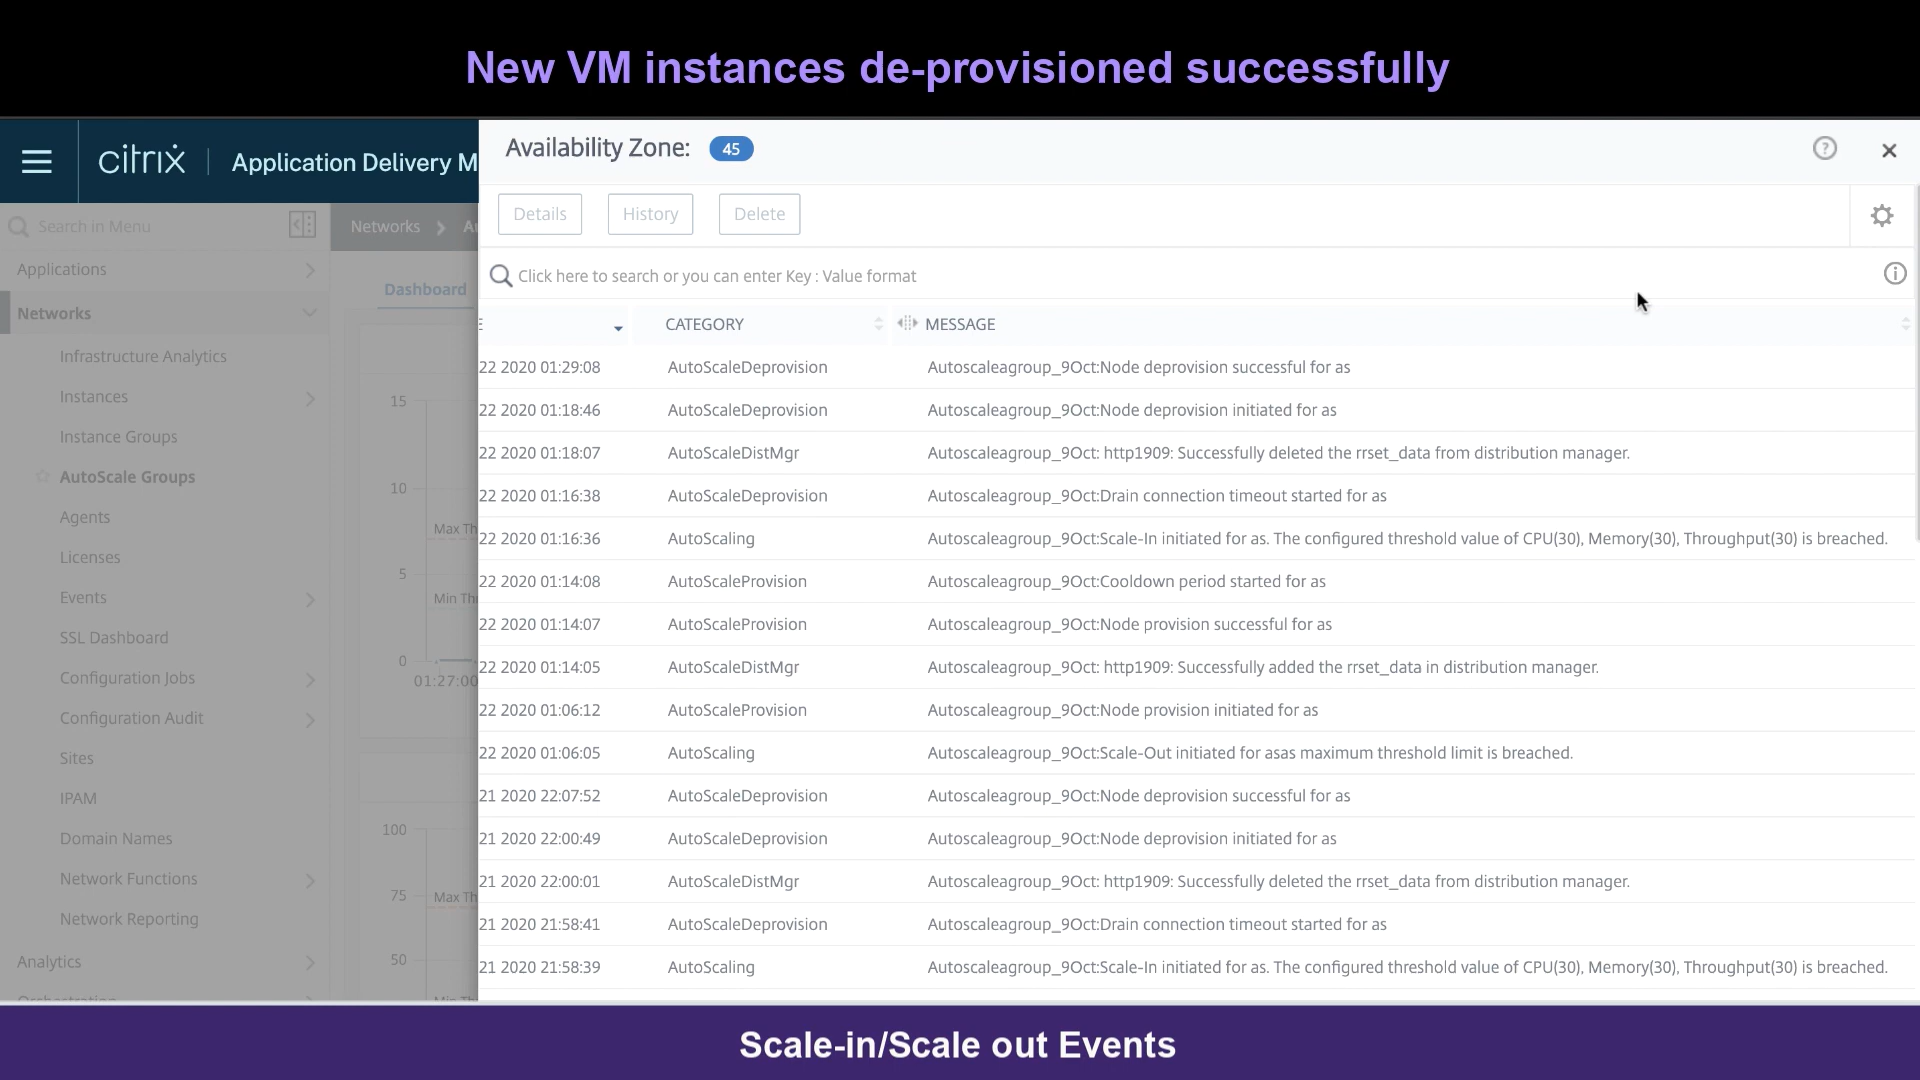 New VM instances de-provisioned successfully
citrix Application Delivery M
Availability Zone: 45
?
Details History Delete
Search in Menu
Networks
Click here to search or you can enter Key : Value format
Applications
Dashboard
Networks
CATEGORY MESSAGE
Infrastructure Analytics
Instances
Instance Groups
AutoScale Groups
Agents
Licenses
Events
SSL Dashboard
Configuration Jobs
Configuration Audit
Sites
IPAM
Domain Names
Network Functions
Network Reporting
Analytics
Orchestration
15
10
Max Th
5
Min Th
0
01:27:00
100
75
Max Th
50
Min Th
22 2020 01:29:08 AutoScaleDeprovision Autoscaleagroup_9Oct:Node deprovision successful for as
22 2020 01:18:46 AutoScaleDeprovision Autoscaleagroup_9Oct:Node deprovision initiated for as
22 2020 01:18:07 AutoScaleDistMgr Autoscaleagroup_9Oct: http1909: Successfully deleted the rrset_data from distribution manager.
22 2020 01:16:38 AutoScaleDeprovision Autoscaleagroup_9Oct:Drain connection timeout started for as
22 2020 01:16:36 AutoScaling Autoscaleagroup_9Oct:Scale-In initiated for as. The configured threshold value of CPU(30), Memory(30), Throughput(30) is breached.
22 2020 01:14:08 AutoScaleProvision Autoscaleagroup_9Oct:Cooldown period started for as
22 2020 01:14:07 AutoScaleProvision Autoscaleagroup_9Oct:Node provision successful for as
22 2020 01:14:05 AutoScaleDistMgr Autoscaleagroup_9Oct: http1909: Successfully added the rrset_data in distribution manager.
22 2020 01:06:12 AutoScaleProvision Autoscaleagroup_9Oct:Node provision initiated for as
22 2020 01:06:05 AutoScaling Autoscaleagroup_9Oct:Scale-Out initiated for asas maximum threshold limit is breached.
21 2020 22:07:52 AutoScaleDeprovision Autoscaleagroup_9Oct:Node deprovision successful for as
21 2020 22:00:49 AutoScaleDeprovision Autoscaleagroup_9Oct:Node deprovision initiated for as
21 2020 22:00:01 AutoScaleDistMgr Autoscaleagroup_9Oct: http1909: Successfully deleted the rrset_data from distribution manager.
21 2020 21:58:41 AutoScaleDeprovision Autoscaleagroup_9Oct:Drain connection timeout started for as
21 2020 21:58:39 AutoScaling Autoscaleagroup_9Oct:Scale-In initiated for as. The configured threshold value of CPU(30), Memory(30), Throughput(30) is breached.
Scale-in/Scale out Events